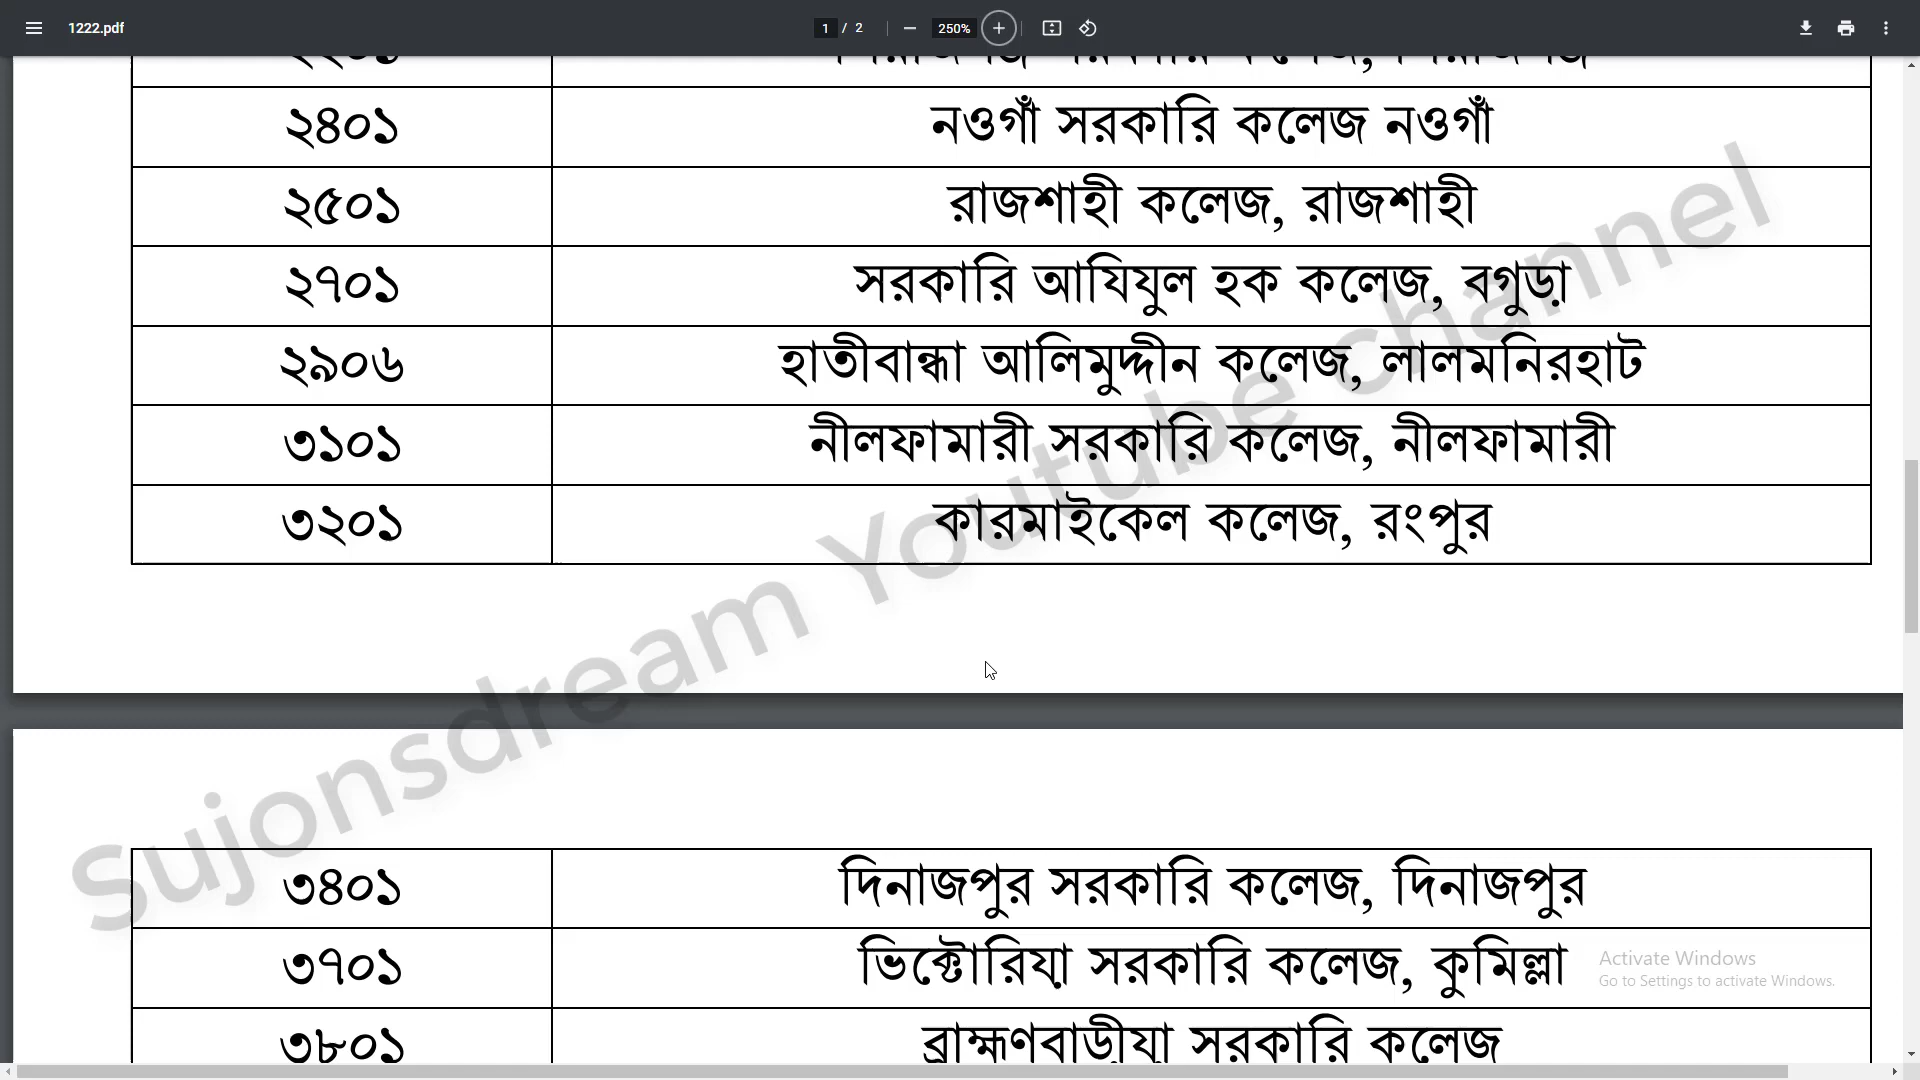 1222.pdf
1 / 2
250%
২৪০১ নওগাঁ সরকারি কলেজ নওগাঁ
২৫০১ রাজশাহী কলেজ, রাজশাহী
২৭০১ সরকারি আযিযুল হক কলেজ, বগুড়া
২৯০৬ হাতীবান্ধা আলিমুদ্দীন কলেজ, লালমনিরহাট
৩১০১ নীলফামারী সরকারি কলেজ, নীলফামারী
৩২০১ কারমাইকেল কলেজ, রংপুর
Sujonsdream Youtube channel
৩৪০১ দিনাজপুর সরকারি কলেজ, দিনাজপুর
৩৭০১ ভিক্টোরিয়া সরকারি কলেজ, কুমিল্লা
Activate Windows
Go to Settings to activate Windows.
৩৮০১ ব্রাহ্মণবাড়ীয়া সরকারি কলেজ